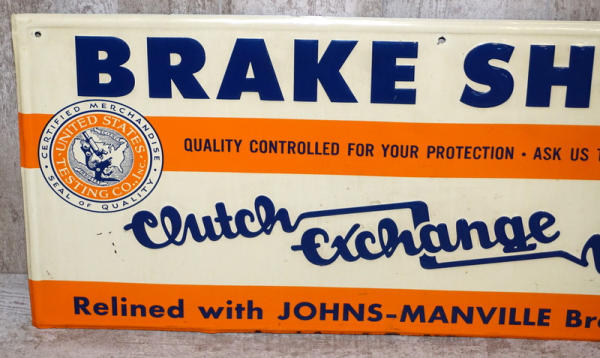 BRAKE SH
CERTIFIED MERCHANDISE
UNITED STATES
TESTING CO., INC.
SEAL OF QUALITY
QUALITY CONTROLLED FOR YOUR PROTECTION • ASK US
Clutch Exchange
Relined with JOHNS-MANVILLE Br